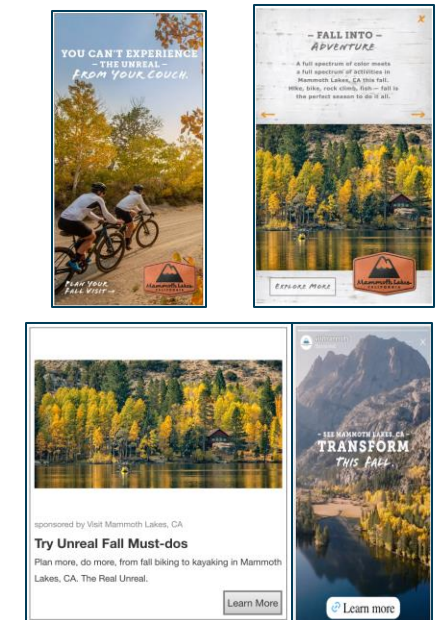 YOU CAN'T EXPERIENCE
– THE UNREAL –
FROM YOUR COUCH.
PLAN YOUR
FALL VISIT→
Mammoth Lakes
CALIFORNIA
X
– FALL INTO –
ADVENTURE
A full spectrum of color meets
a full spectrum of activities in
Mammoth Lakes, CA this fall.
Hike, bike, rock climb, fish— fall is
the perfect season to do it all.
← →
EXPLORE MORE
Mammoth Lakes
CALIFORNIA
sponsored by Visit Mammoth Lakes, CA
Try Unreal Fall Must-dos
Plan more, do more, from fall biking to kayaking in Mammoth
Lakes, CA. The Real Unreal.
Learn More
– SEE MAMMOTH LAKES, CA –
TRANSFORM
THIS FALL.
Learn more